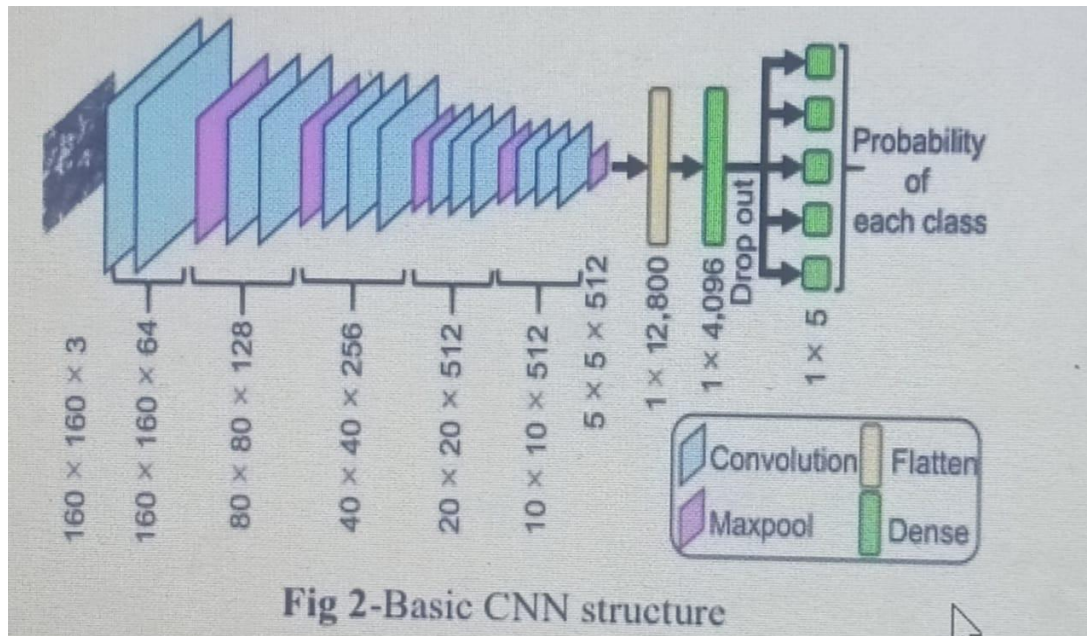 160 × 160 × 3
160 × 160 × 64
80 × 80 × 128
40 × 40 × 256
20 × 20 × 512
10 × 10 × 512
5 × 5 × 512
1 × 12,800
1 × 4,096
Drop out
1 × 5
Probability
of
each class
Convolution
Flatten
Maxpool
Dense
Fig 2-Basic CNN structure